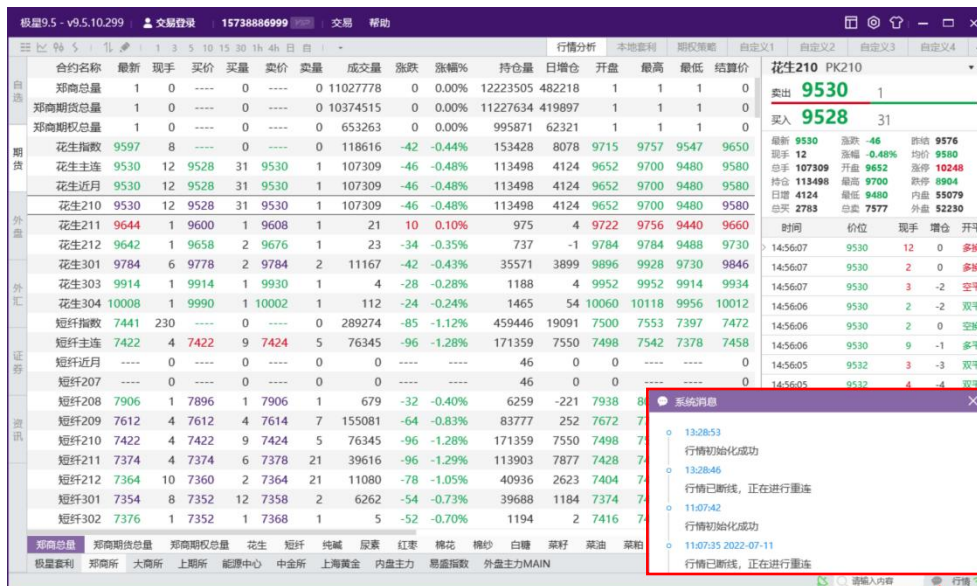 极星9.5 - v9.5.10.299 交易登录 15738886999 VIP 交易 帮助
1 3 5 10 15 30 1h 4h 日 自 行情分析 本地套利 期权策略 自定义1 自定义2 自定义3 自定义4
自选
期货
外盘
外汇
证券
资讯
合约名称 最新 现手 买价 买量 卖价 卖量 成交量 涨跌 涨幅% 持仓量 日增仓 开盘 最高 最低 结算价
郑商总量 1 0 ---- 0 ---- 0 11027778 0 0.00% 12223505 482218 1 1 1 0
郑商期货总量 1 0 ---- 0 ---- 0 10374515 0 0.00% 11227634 419897 1 1 1 0
郑商期权总量 1 0 ---- 0 ---- 0 653263 0 0.00% 995871 62321 1 1 1 0
花生指数 9597 8 ---- 0 ---- 0 118616 -42 -0.44% 153428 8078 9715 9757 9547 9650
花生主连 9530 12 9528 31 9530 1 107309 -46 -0.48% 113498 4124 9652 9700 9480 9580
花生近月 9530 12 9528 31 9530 1 107309 -46 -0.48% 113498 4124 9652 9700 9480 9580
花生210 9530 12 9528 31 9530 1 107309 -46 -0.48% 113498 4124 9652 9700 9480 9580
花生211 9644 1 9600 1 9608 1 21 10 0.10% 975 4 9722 9756 9440 9660
花生212 9642 1 9658 2 9676 1 23 -34 -0.35% 737 -1 9784 9784 9488 9730
花生301 9784 6 9778 2 9784 2 11167 -42 -0.43% 35571 3899 9896 9928 9730 9846
花生303 9914 1 9914 1 9930 1 4 -28 -0.28% 1188 4 9952 9952 9914 9934
花生304 10008 1 9990 1 10002 1 112 -24 -0.24% 1465 54 10060 10118 9956 10012
短纤指数 7441 230 ---- 0 ---- 0 289274 -85 -1.12% 459446 19091 7500 7553 7397 7472
短纤主连 7422 4 7422 9 7424 5 76345 -96 -1.28% 171359 7550 7498 7542 7378 7458
短纤近月 ---- 0 ---- 0 ---- 0 0 ---- ---- 46 0 0 ---- ---- 0
短纤207 ---- 0 ---- 0 ---- 0 0 ---- ---- 46 0 0 ---- ---- 0
短纤208 7906 1 7896 1 7906 1 679 -32 -0.40% 6259 -221 7938
短纤209 7612 4 7612 4 7614 7 155081 -64 -0.83% 83777 252 7672
短纤210 7422 4 7422 9 7424 5 76345 -96 -1.28% 171359 7550 7498
短纤211 7374 4 7374 6 7378 21 39616 -96 -1.29% 113903 7877 7428
短纤212 7364 10 7360 2 7364 21 11080 -78 -1.05% 40936 2623 7404
短纤301 7354 8 7352 12 7358 2 6262 -54 -0.73% 39688 1184 7374
短纤302 7376 1 7352 1 7368 1 5 -52 -0.70% 1194 2 7416
郑商总量 郑商期货总量 郑商期权总量 花生 短纤 纯碱 尿素 红枣 棉花 棉纱 白糖 菜籽 菜油 菜粕
极星套利 郑商所 大商所 上期所 能源中心 中金所 上海黄金 内盘主力 易盛指数 外盘主力MAIN
花生210 PK210
卖出 9530 1
买入 9528 31
最新 9530 涨跌 -46 昨结 9576
现手 12 涨幅 -0.48% 均价 9580
总手 107309 开盘 9652 涨停 10248
持仓 113498 最高 9700 跌停 8904
日增 4124 最低 9480 内盘 55079
总买 2783 总卖 7577 外盘 52230
时间 价位 现手 增仓 开平
14:56:07 9530 12 0 多换
14:56:07 9530 2 0 多换
14:56:07 9530 3 -2 空平
14:56:06 9530 2 -2 双平
14:56:06 9530 2 0 空换
14:56:06 9530 9 -1 多平
14:56:05 9532 3 -3 双平
14:56:05 9532 4 -4 双平
系统消息
13:28:53
行情初始化成功
13:28:46
行情已断线，正在进行重连
11:07:42
行情初始化成功
11:07:35 2022-07-11
行情已断线，正在进行重连
请输入内容 行情